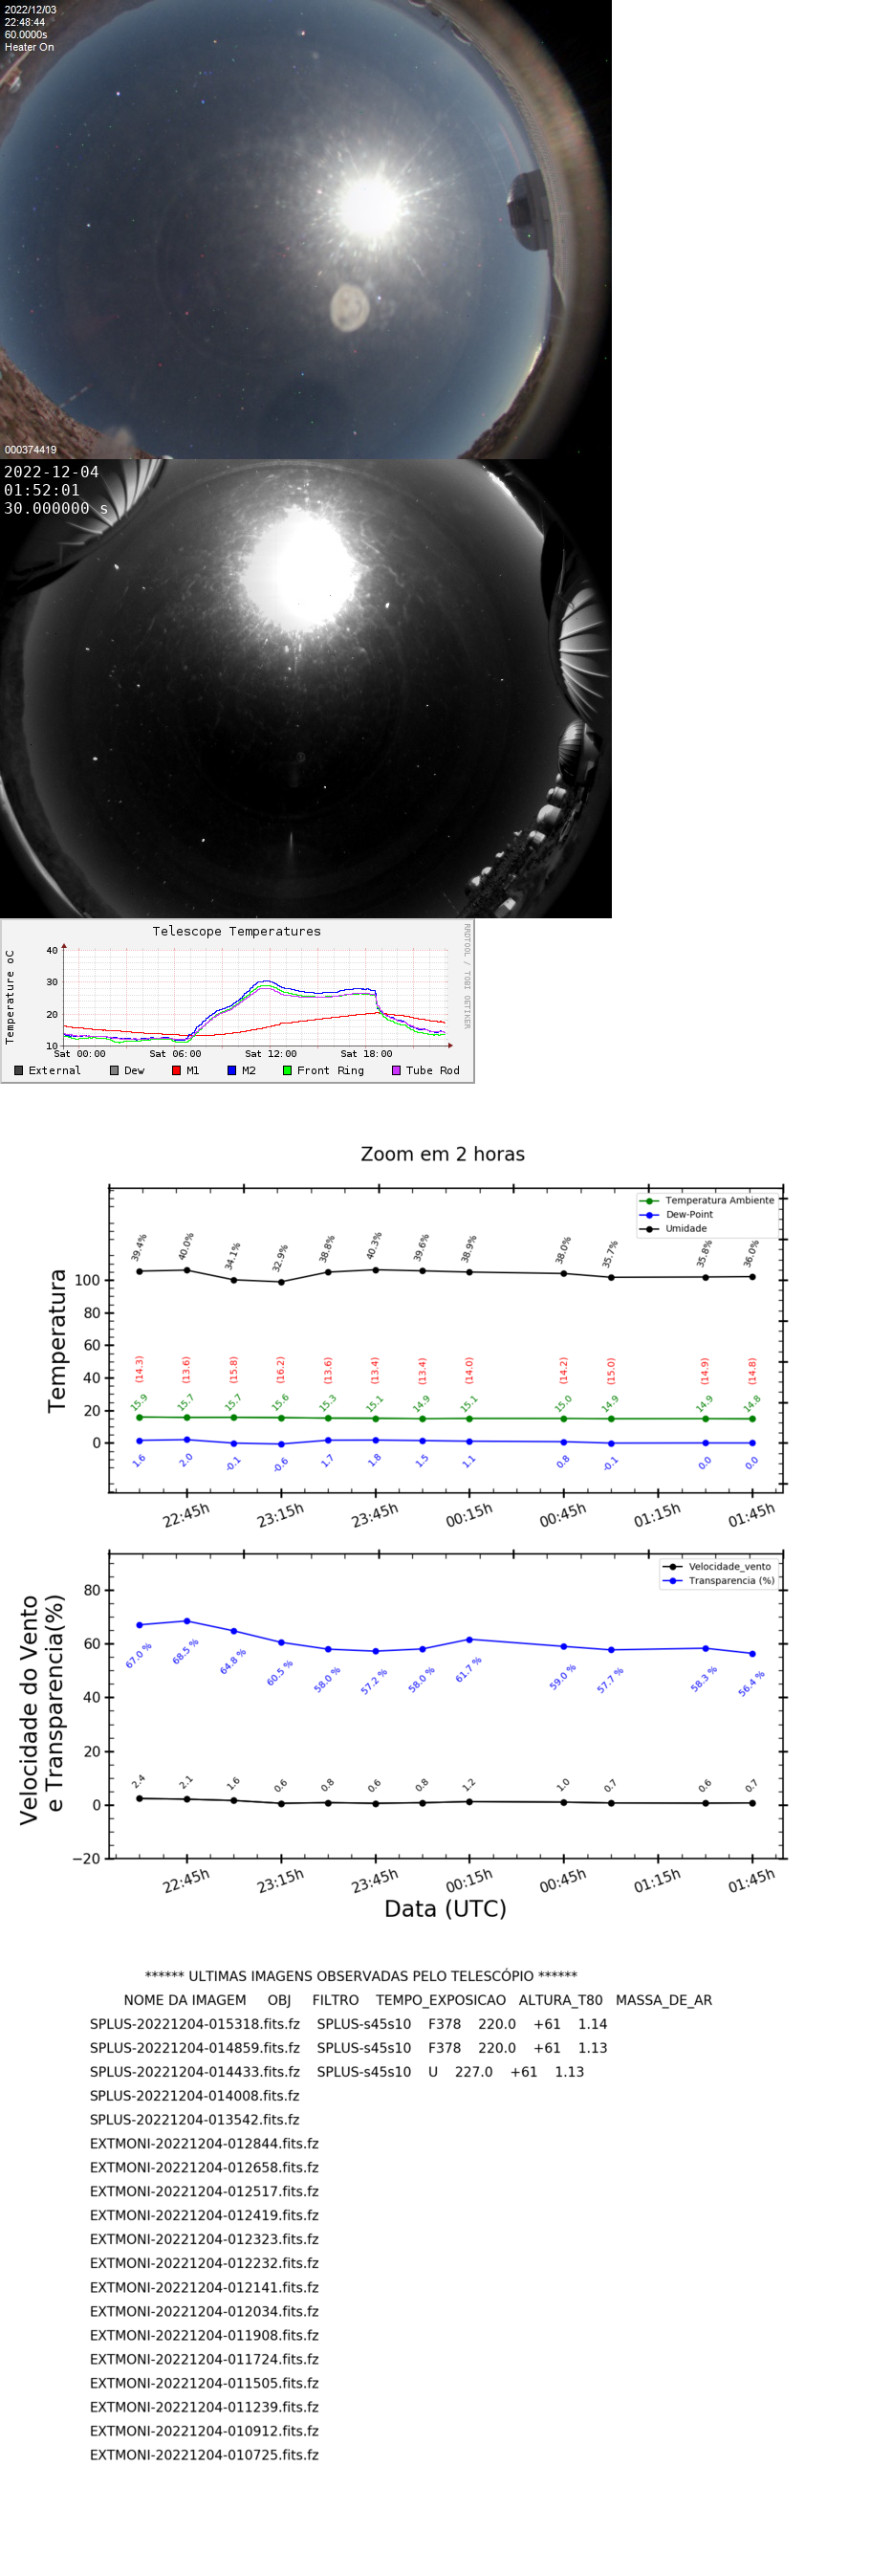 2022/12/03
22:48:44
60.0000s
Heater On
000374419
2022-12-04
01:52:01
30.000000 s
Telescope Temperatures
RRDTOOL / TOBI OETIKER
Temperature oC
40
30
20
10
Sat 00:00 Sat 06:00 Sat 12:00 Sat 18:00
External Dew M1 M2 Front Ring Tube Rod
Zoom em 2 horas
Temperatura Ambiente
Dew-Point
Umidade
Temperatura
100
80
60
40
20
0
39.4% 40.0% 34.1% 32.9% 38.8% 40.3% 39.6% 38.9% 38.0% 35.7% 35.8% 36.0%
(14.3) (13.6) (15.8) (16.2) (13.6) (13.4) (13.4) (14.0) (14.2) (15.0) (14.9) (14.8)
15.9 15.7 15.7 15.6 15.3 15.1 14.9 15.1 15.0 14.9 14.9 14.8
1.6 2.0 -0.1 -0.6 1.7 1.8 1.5 1.1 0.8 -0.1 0.0 0.0
22:45h 23:15h 23:45h 00:15h 00:45h 01:15h 01:45h
Velocidade_vento
Transparencia (%)
Velocidade do Vento
e Transparencia(%)
80
60
40
20
0
−20
67.0 % 68.5 % 64.8 % 60.5 % 58.0 % 57.2 % 58.0 % 61.7 % 59.0 % 57.7 % 58.3 % 56.4 %
2.4 2.1 1.6 0.6 0.8 0.6 0.8 1.2 1.0 0.7 0.6 0.7
22:45h 23:15h 23:45h 00:15h 00:45h 01:15h 01:45h
Data (UTC)
****** ULTIMAS IMAGENS OBSERVADAS PELO TELESCÓPIO ******
NOME DA IMAGEM OBJ FILTRO TEMPO_EXPOSICAO ALTURA_T80 MASSA_DE_AR
SPLUS-20221204-015318.fits.fz SPLUS-s45s10 F378 220.0 +61 1.14
SPLUS-20221204-014859.fits.fz SPLUS-s45s10 F378 220.0 +61 1.13
SPLUS-20221204-014433.fits.fz SPLUS-s45s10 U 227.0 +61 1.13
SPLUS-20221204-014008.fits.fz
SPLUS-20221204-013542.fits.fz
EXTMONI-20221204-012844.fits.fz
EXTMONI-20221204-012658.fits.fz
EXTMONI-20221204-012517.fits.fz
EXTMONI-20221204-012419.fits.fz
EXTMONI-20221204-012323.fits.fz
EXTMONI-20221204-012232.fits.fz
EXTMONI-20221204-012141.fits.fz
EXTMONI-20221204-012034.fits.fz
EXTMONI-20221204-011908.fits.fz
EXTMONI-20221204-011724.fits.fz
EXTMONI-20221204-011505.fits.fz
EXTMONI-20221204-011239.fits.fz
EXTMONI-20221204-010912.fits.fz
EXTMONI-20221204-010725.fits.fz